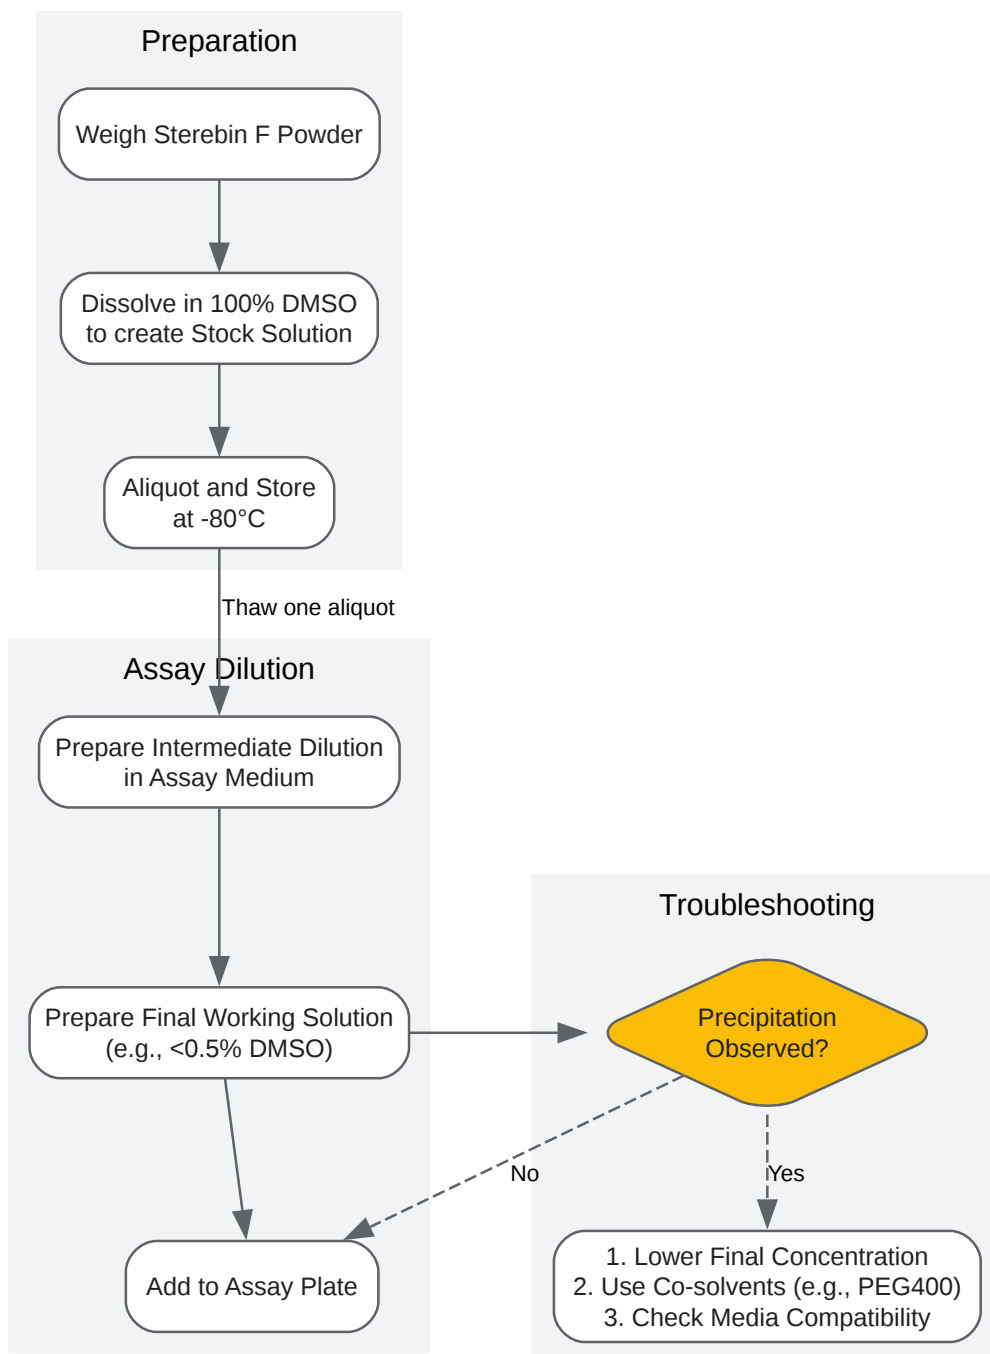 Preparation
Weigh Sterebin F Powder
Dissolve in 100% DMSO
to create Stock Solution
Aliquot and Store
at -80°C
Thaw one aliquot
Assay Dilution
Prepare Intermediate Dilution
in Assay Medium
Prepare Final Working Solution
(e.g., <0.5% DMSO)
Add to Assay Plate
Troubleshooting
Precipitation
Observed?
No
Yes
1. Lower Final Concentration
2. Use Co-solvents (e.g., PEG400)
3. Check Media Compatibility